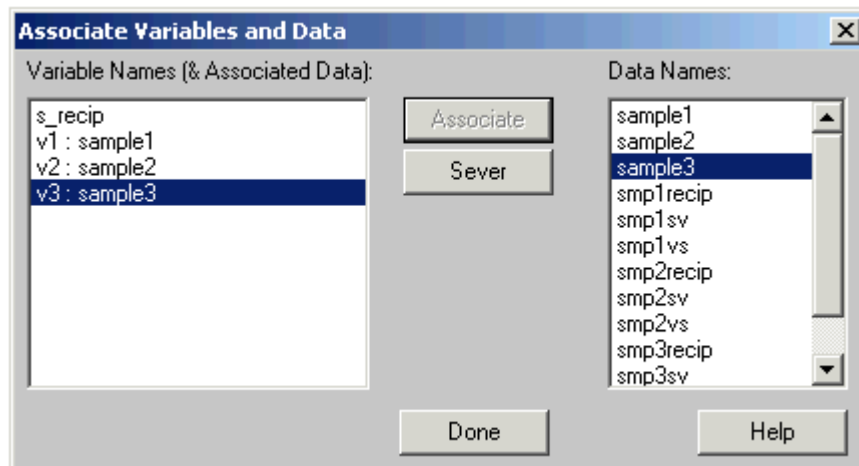 Associate Variables and Data
Variable Names (& Associated Data):
s_recip
v1 : sample1
v2 : sample2
v3 : sample3
Associate
Sever
Data Names:
sample1
sample2
sample3
smp1recip
smp1sv
smp1vs
smp2recip
smp2sv
smp2vs
smp3recip
smp3sv
Done
Help